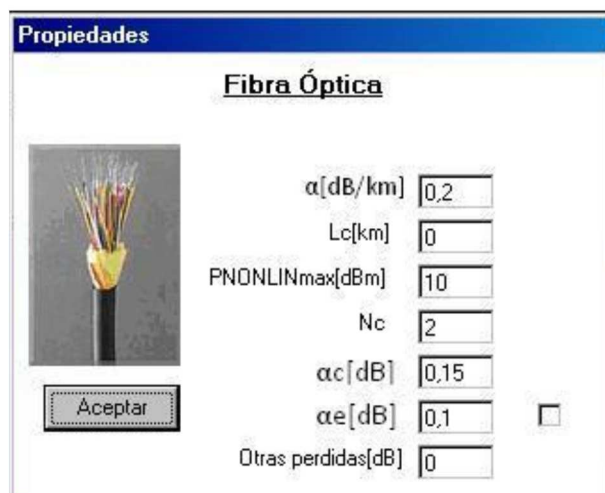 Propiedades
Fibra Óptica
α[dB/km] 0,2
Lc[km] 0
PNONLINmax[dBm] 10
Nc 2
αc[dB] 0,15
Aceptar
αe[dB] 0,1
Otras perdidas[dB] 0